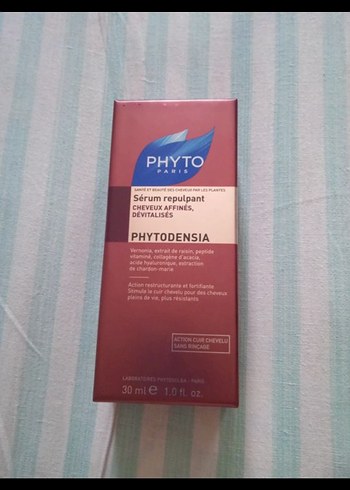 PHYTO
PARIS
SANTÉ ET BEAUTÉ DES CHEVEUX PAR LES PLANTES
Sérum repulpant
CHEVEUX AFFINÉS,
DÉVITALISÉS
PHYTODENSIA
Vernonia, extrait de raisin, peptide
vitaminé, collagène d'acacia,
acide hyaluronique, extraction
de chardon-marie
Action restructurante et fortifiante.
Stimule le cuir chevelu pour des cheveux
pleins de vie, plus résistants
ACTION CUIR CHEVELU
SANS RINÇAGE
LABORATOIRES PHYTOSOLBA - PARIS
30 ml e 1.0 fl. oz.